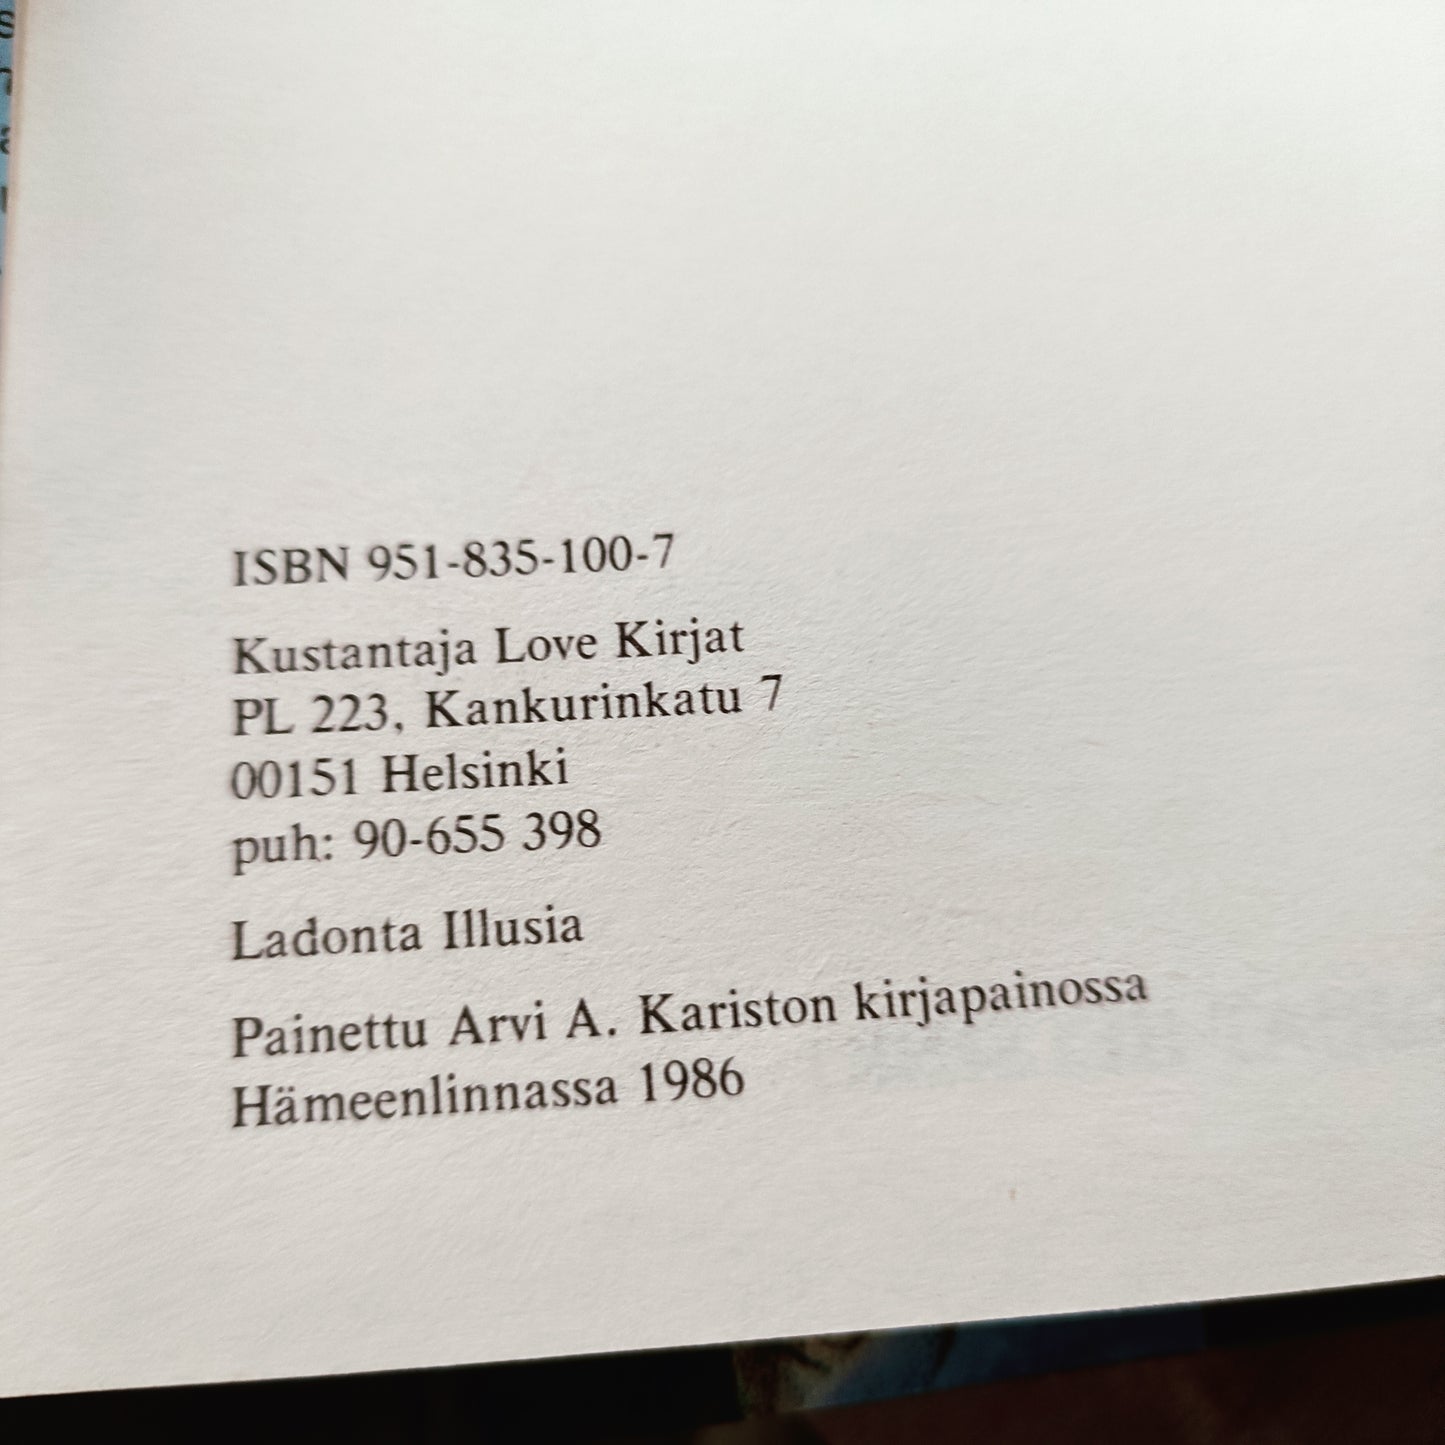 ISBN 951-835-100-7
Kustantaja Love Kirjat
PL 223, Kankurinkatu 7
00151 Helsinki
puh: 90-655 398
Ladonta Illusia
Painettu Arvi A. Kariston kirjapainossa
Hämeenlinnassa 1986